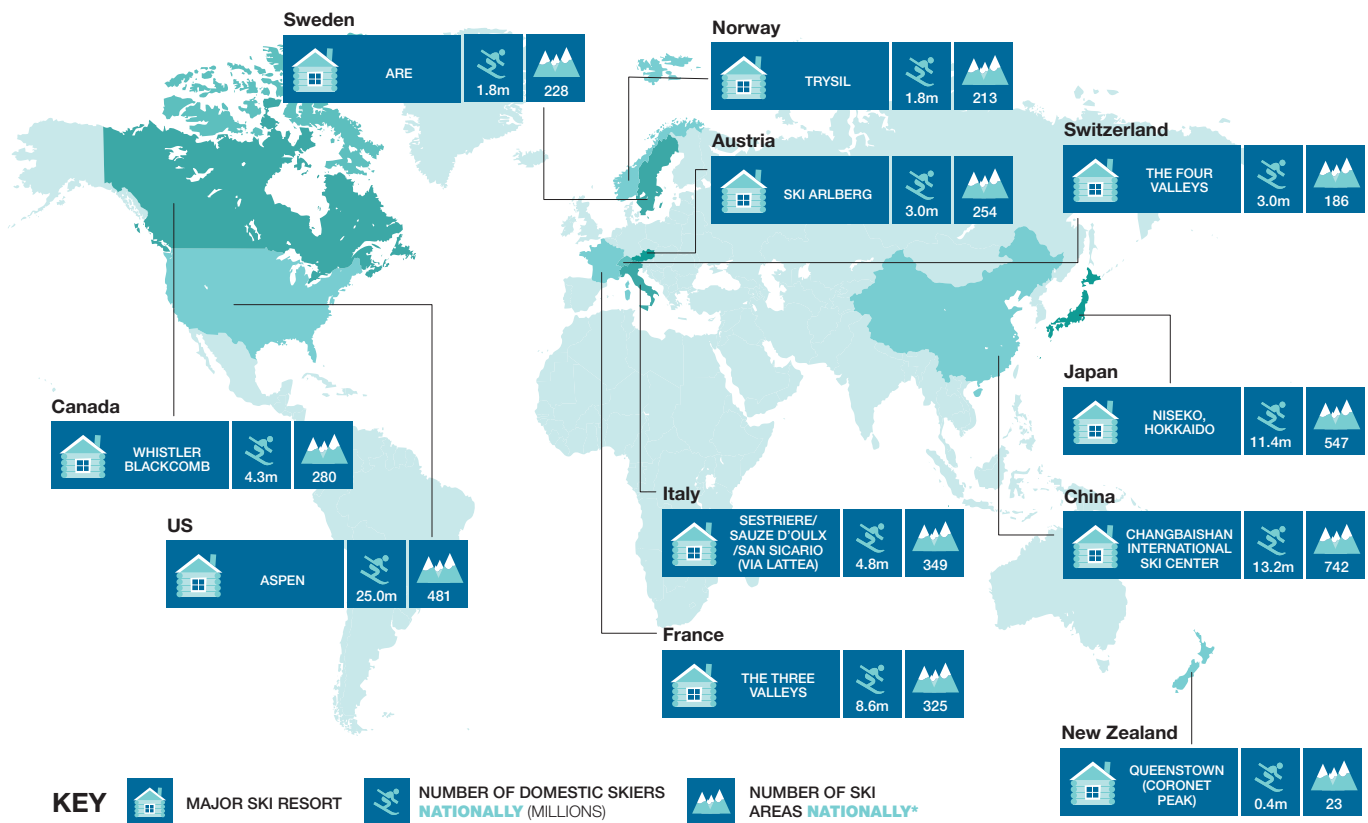 Sweden
ARE
1.8m
228
Norway
TRYSIL
1.8m
213
Austria
SKI ARLBERG
3.0m
254
Switzerland
THE FOUR
VALLEYS
3.0m
186
Canada
WHISTLER
BLACKCOMB
4.3m
280
US
ASPEN
25.0m
481
Italy
SESTRIERE/
SAUZE D'OULX
/SAN SICARIO
(VIA LATTEA)
4.8m
349
France
THE THREE
VALLEYS
8.6m
325
Japan
NISEKO,
HOKKAIDO
11.4m
547
China
CHANGBAISHAN
INTERNATIONAL
SKI CENTER
13.2m
742
New Zealand
QUEENSTOWN
(CORONET
PEAK)
0.4m
23
KEY
MAJOR SKI RESORT
NUMBER OF DOMESTIC SKIERS
NATIONALLY (MILLIONS)
NUMBER OF SKI
AREAS NATIONALLY*